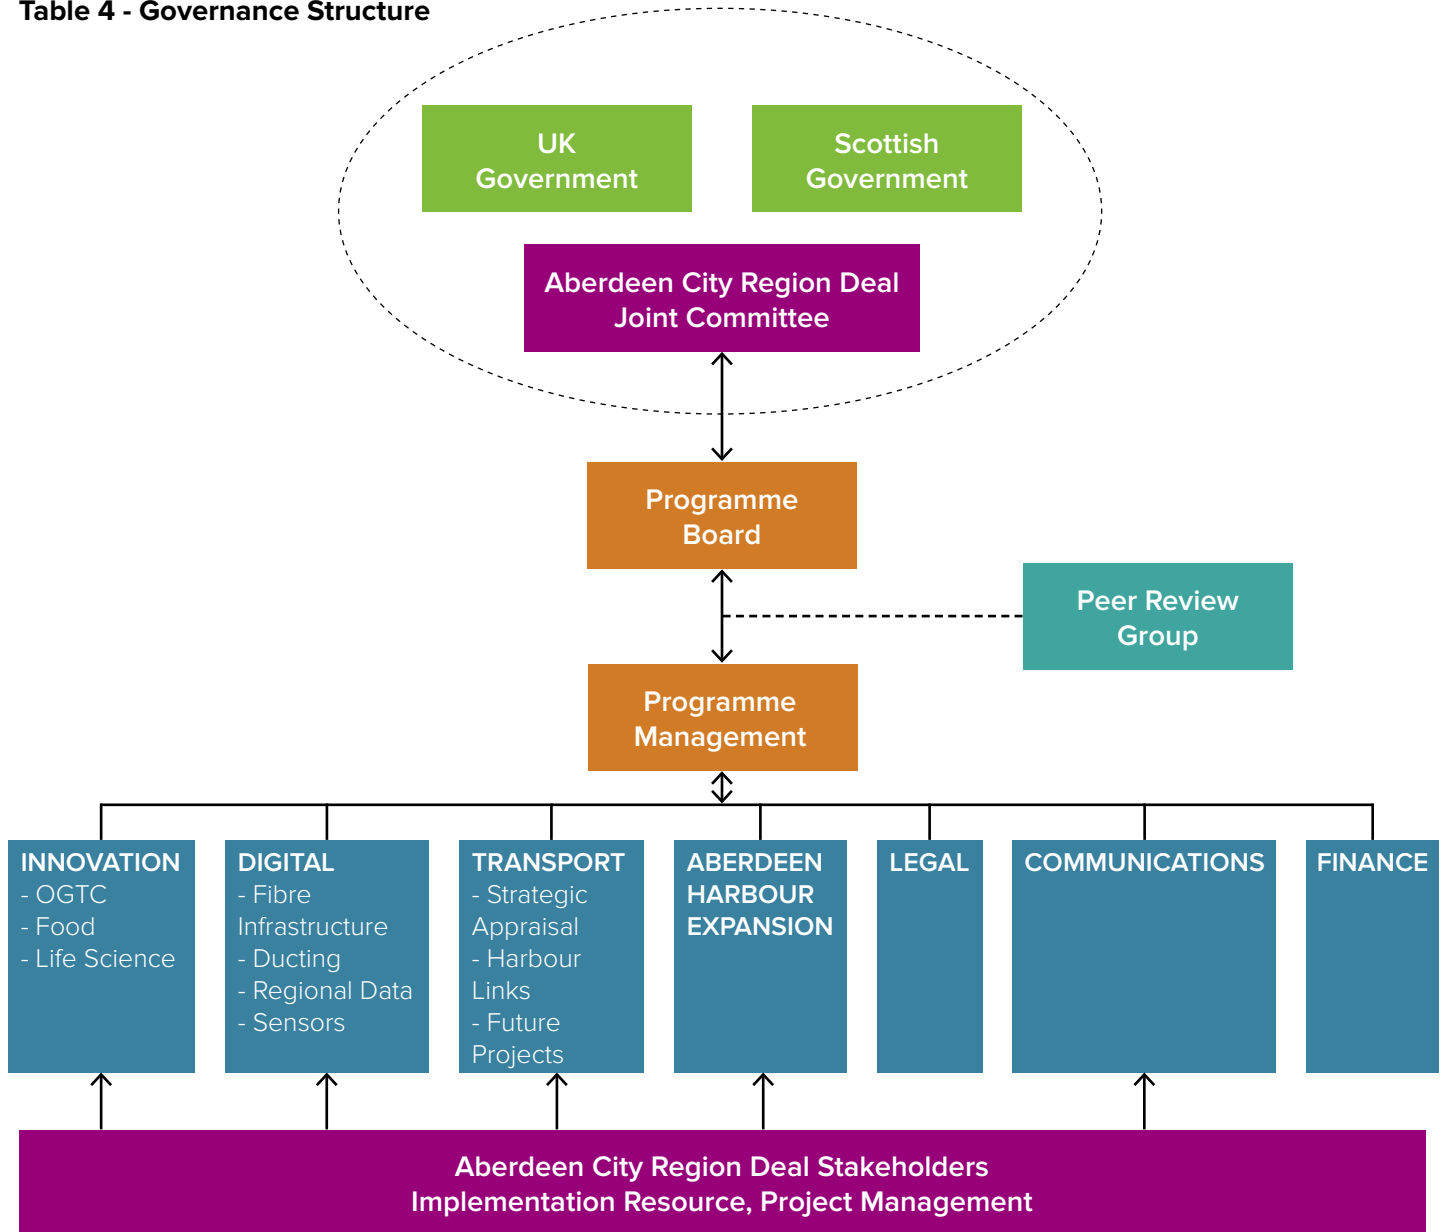 Table 4 - Governance Structure
UK
Government
Scottish
Government
Aberdeen City Region Deal
Joint Committee
Programme
Board
Peer Review
Group
Programme
Management
INNOVATION
- OGTC
- Food
- Life Science
DIGITAL
- Fibre
Infrastructure
- Ducting
- Regional Data
- Sensors
TRANSPORT
- Strategic
Appraisal
- Harbour
Links
- Future
Projects
ABERDEEN
HARBOUR
EXPANSION
LEGAL
COMMUNICATIONS
FINANCE
Aberdeen City Region Deal Stakeholders
Implementation Resource, Project Management